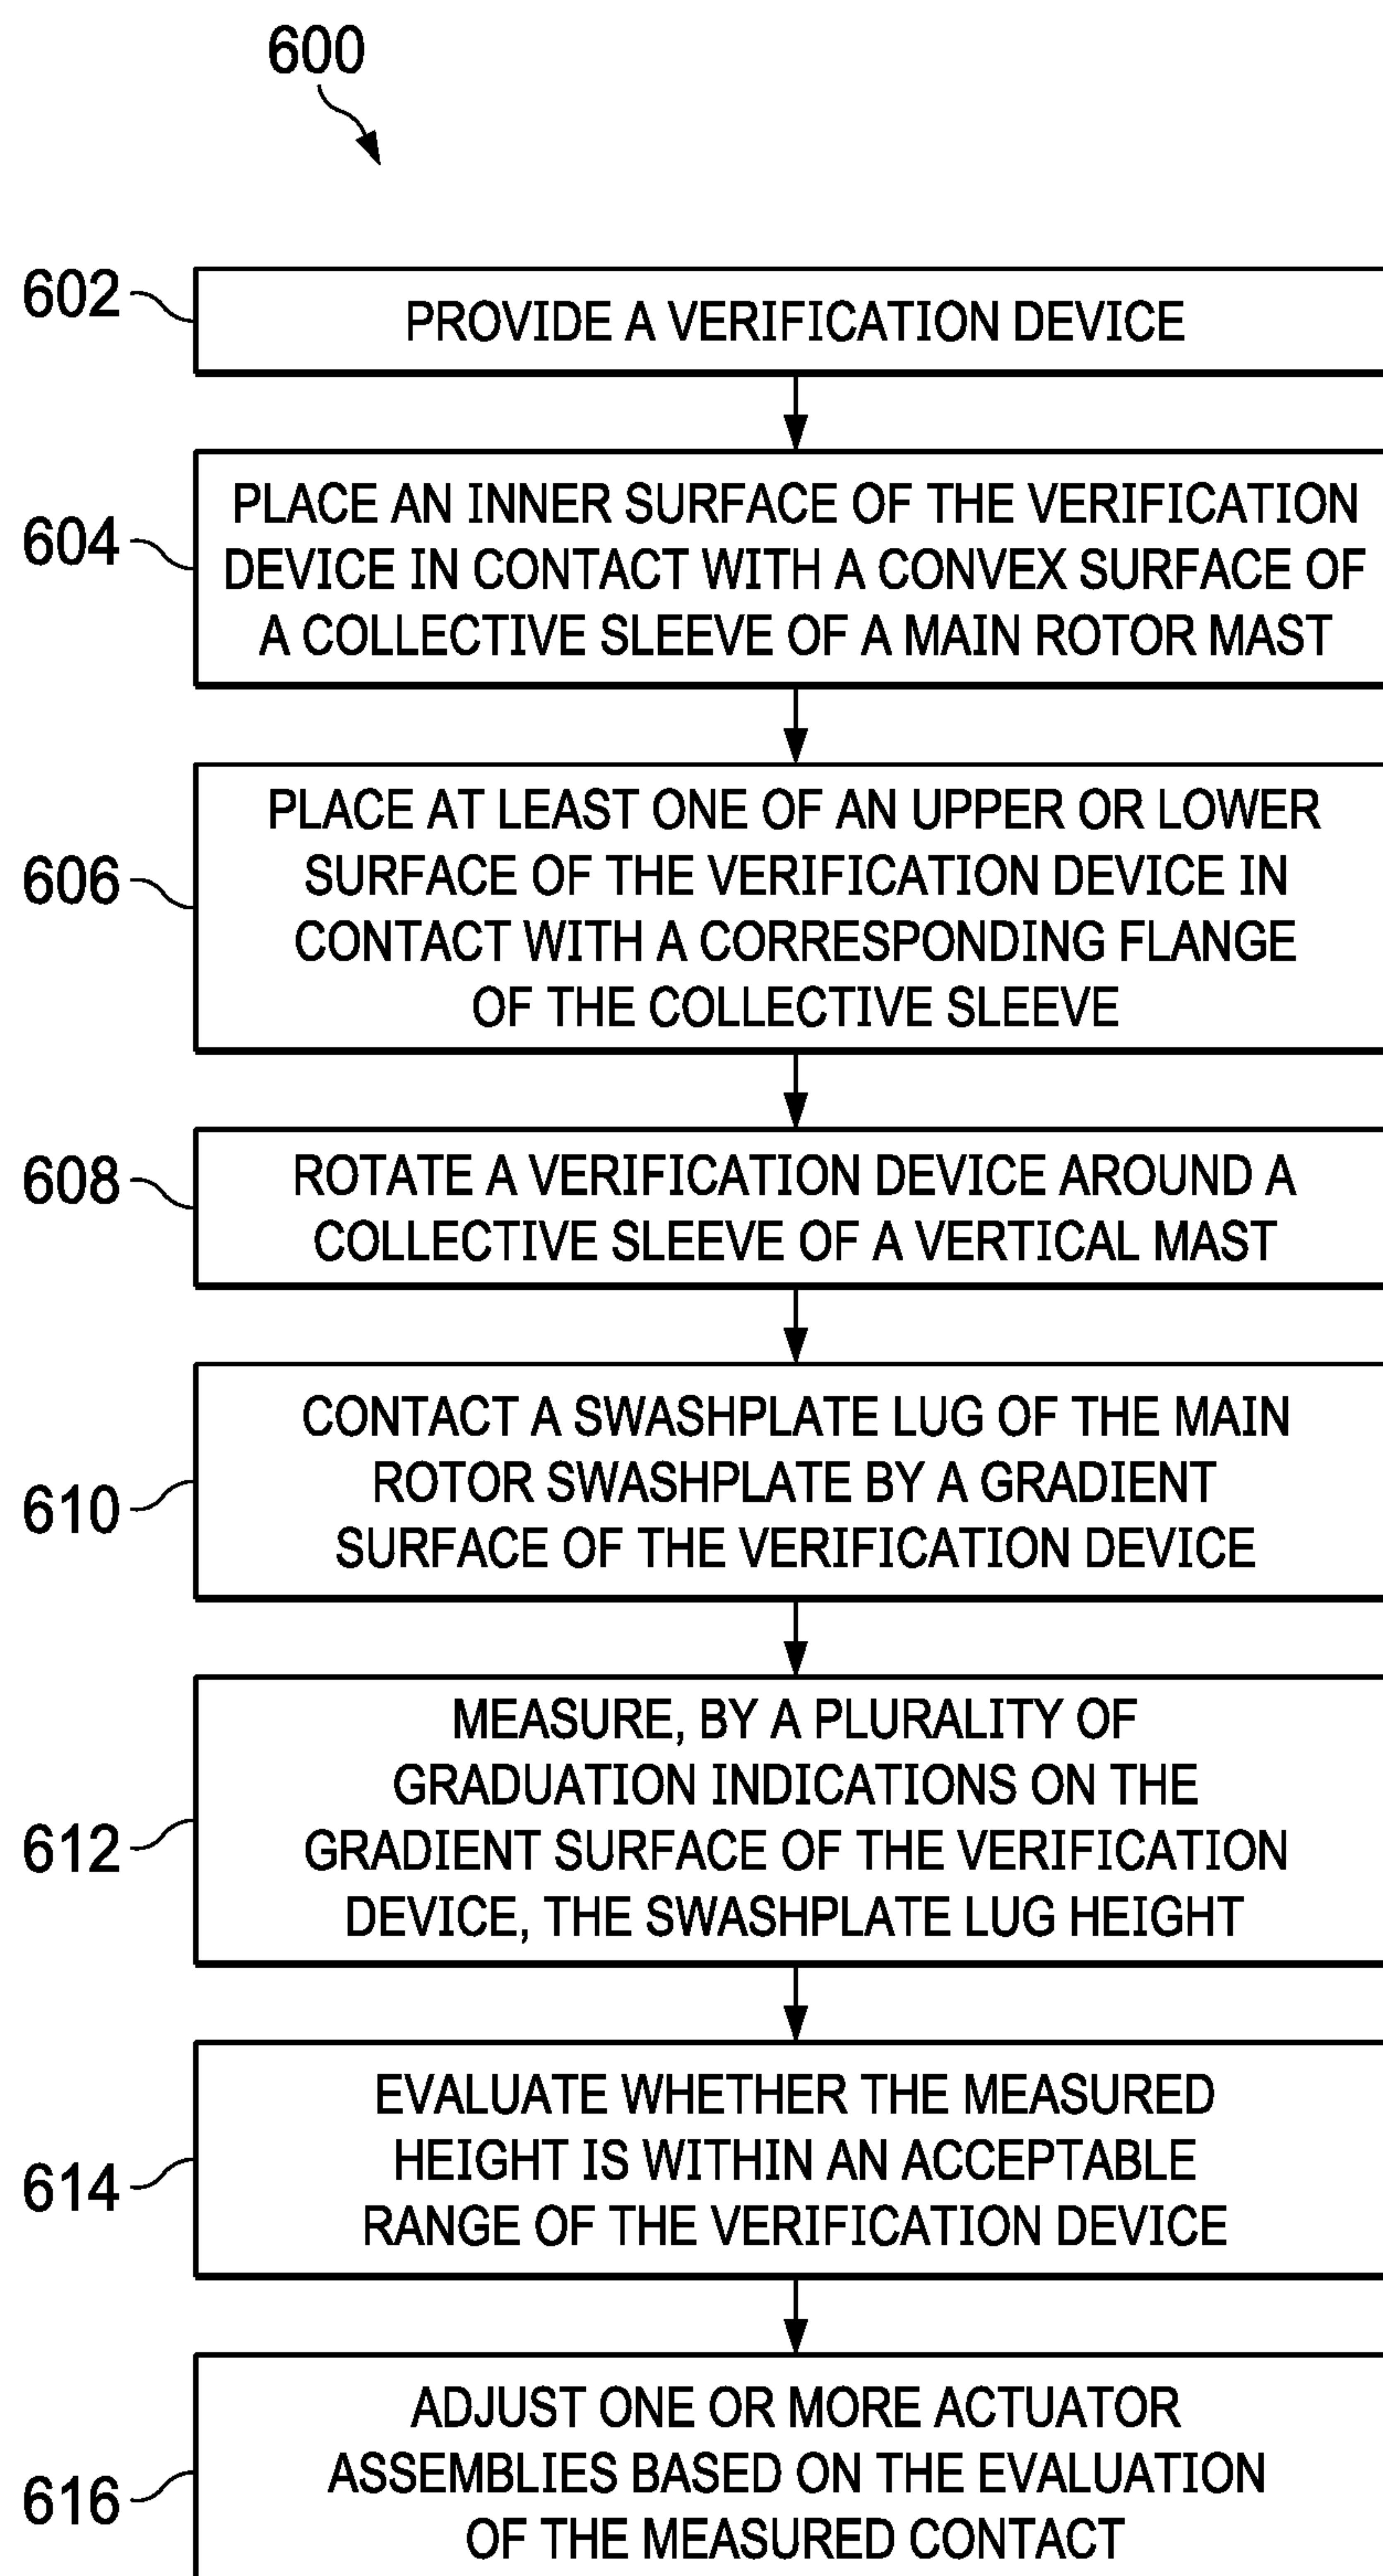 600
602
PROVIDE A VERIFICATION DEVICE
604
PLACE AN INNER SURFACE OF THE VERIFICATION
DEVICE IN CONTACT WITH A CONVEX SURFACE OF
A COLLECTIVE SLEEVE OF A MAIN ROTOR MAST
606
PLACE AT LEAST ONE OF AN UPPER OR LOWER
SURFACE OF THE VERIFICATION DEVICE IN
CONTACT WITH A CORRESPONDING FLANGE
OF THE COLLECTIVE SLEEVE
608
ROTATE A VERIFICATION DEVICE AROUND A
COLLECTIVE SLEEVE OF A VERTICAL MAST
610
CONTACT A SWASHPLATE LUG OF THE MAIN
ROTOR SWASHPLATE BY A GRADIENT
SURFACE OF THE VERIFICATION DEVICE
612
MEASURE, BY A PLURALITY OF
GRADUATION INDICATIONS ON THE
GRADIENT SURFACE OF THE VERIFICATION
DEVICE, THE SWASHPLATE LUG HEIGHT
614
EVALUATE WHETHER THE MEASURED
HEIGHT IS WITHIN AN ACCEPTABLE
RANGE OF THE VERIFICATION DEVICE
616
ADJUST ONE OR MORE ACTUATOR
ASSEMBLIES BASED ON THE EVALUATION
OF THE MEASURED CONTACT